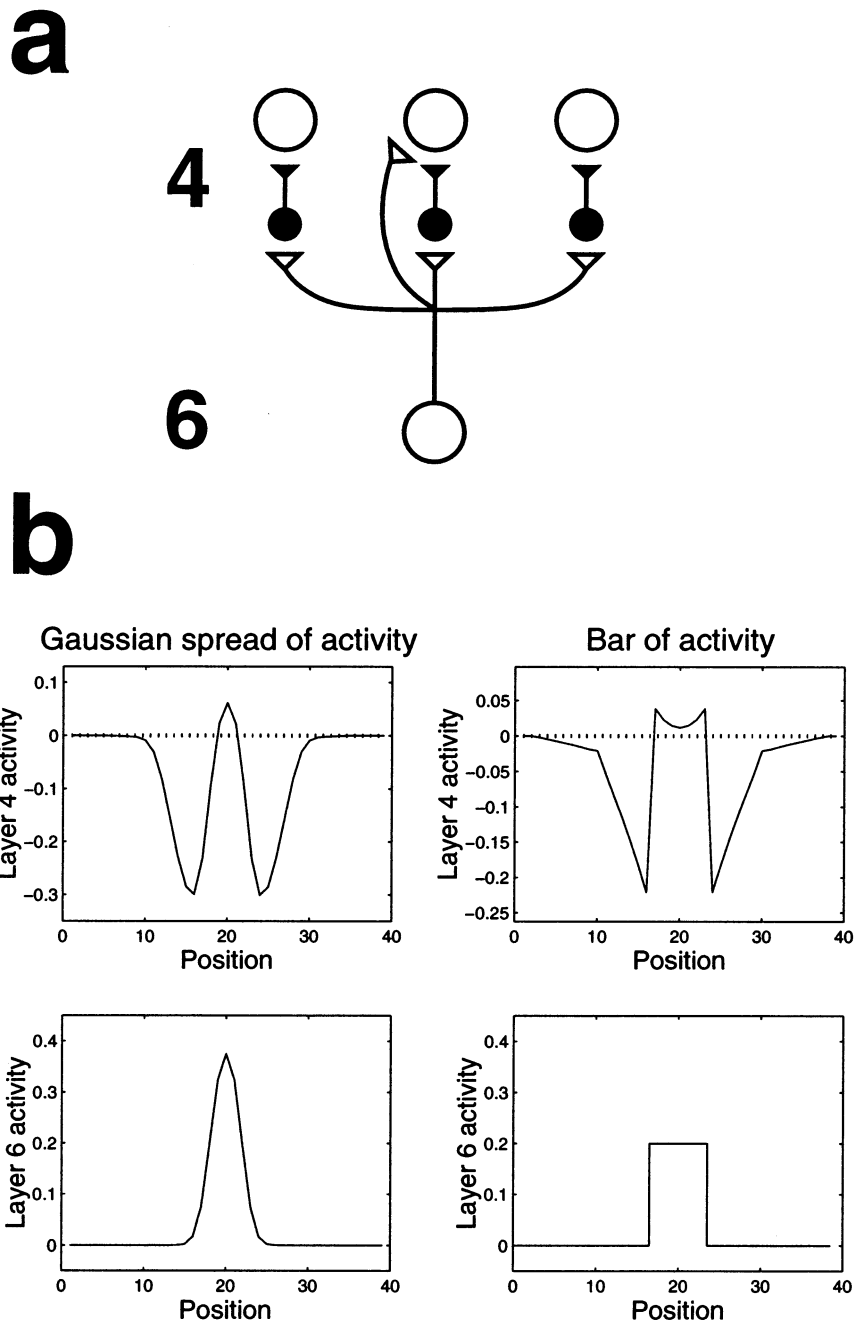 a
4
6
b
Gaussian spread of activity
Bar of activity
Layer 4 activity
0.1
0
−0.1
−0.2
−0.3
0 10 20 30 40
Position
Layer 4 activity
0.05
0
−0.05
−0.1
−0.15
−0.2
−0.25
0 10 20 30 40
Position
Layer 6 activity
0.4
0.3
0.2
0.1
0
0 10 20 30 40
Position
Layer 6 activity
0.4
0.3
0.2
0.1
0
0 10 20 30 40
Position